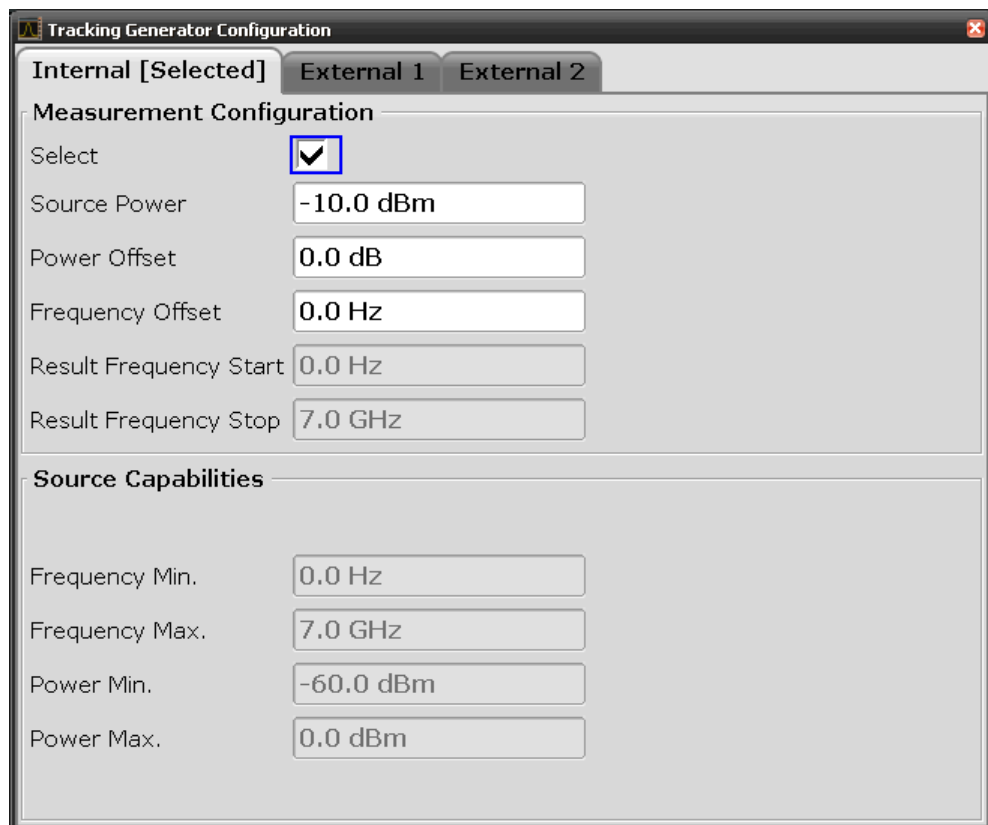 Tracking Generator Configuration
Internal [Selected] External 1 External 2
Measurement Configuration
Select
Source Power -10.0 dBm
Power Offset 0.0 dB
Frequency Offset 0.0 Hz
Result Frequency Start 0.0 Hz
Result Frequency Stop 7.0 GHz
Source Capabilities
Frequency Min. 0.0 Hz
Frequency Max. 7.0 GHz
Power Min. -60.0 dBm
Power Max. 0.0 dBm